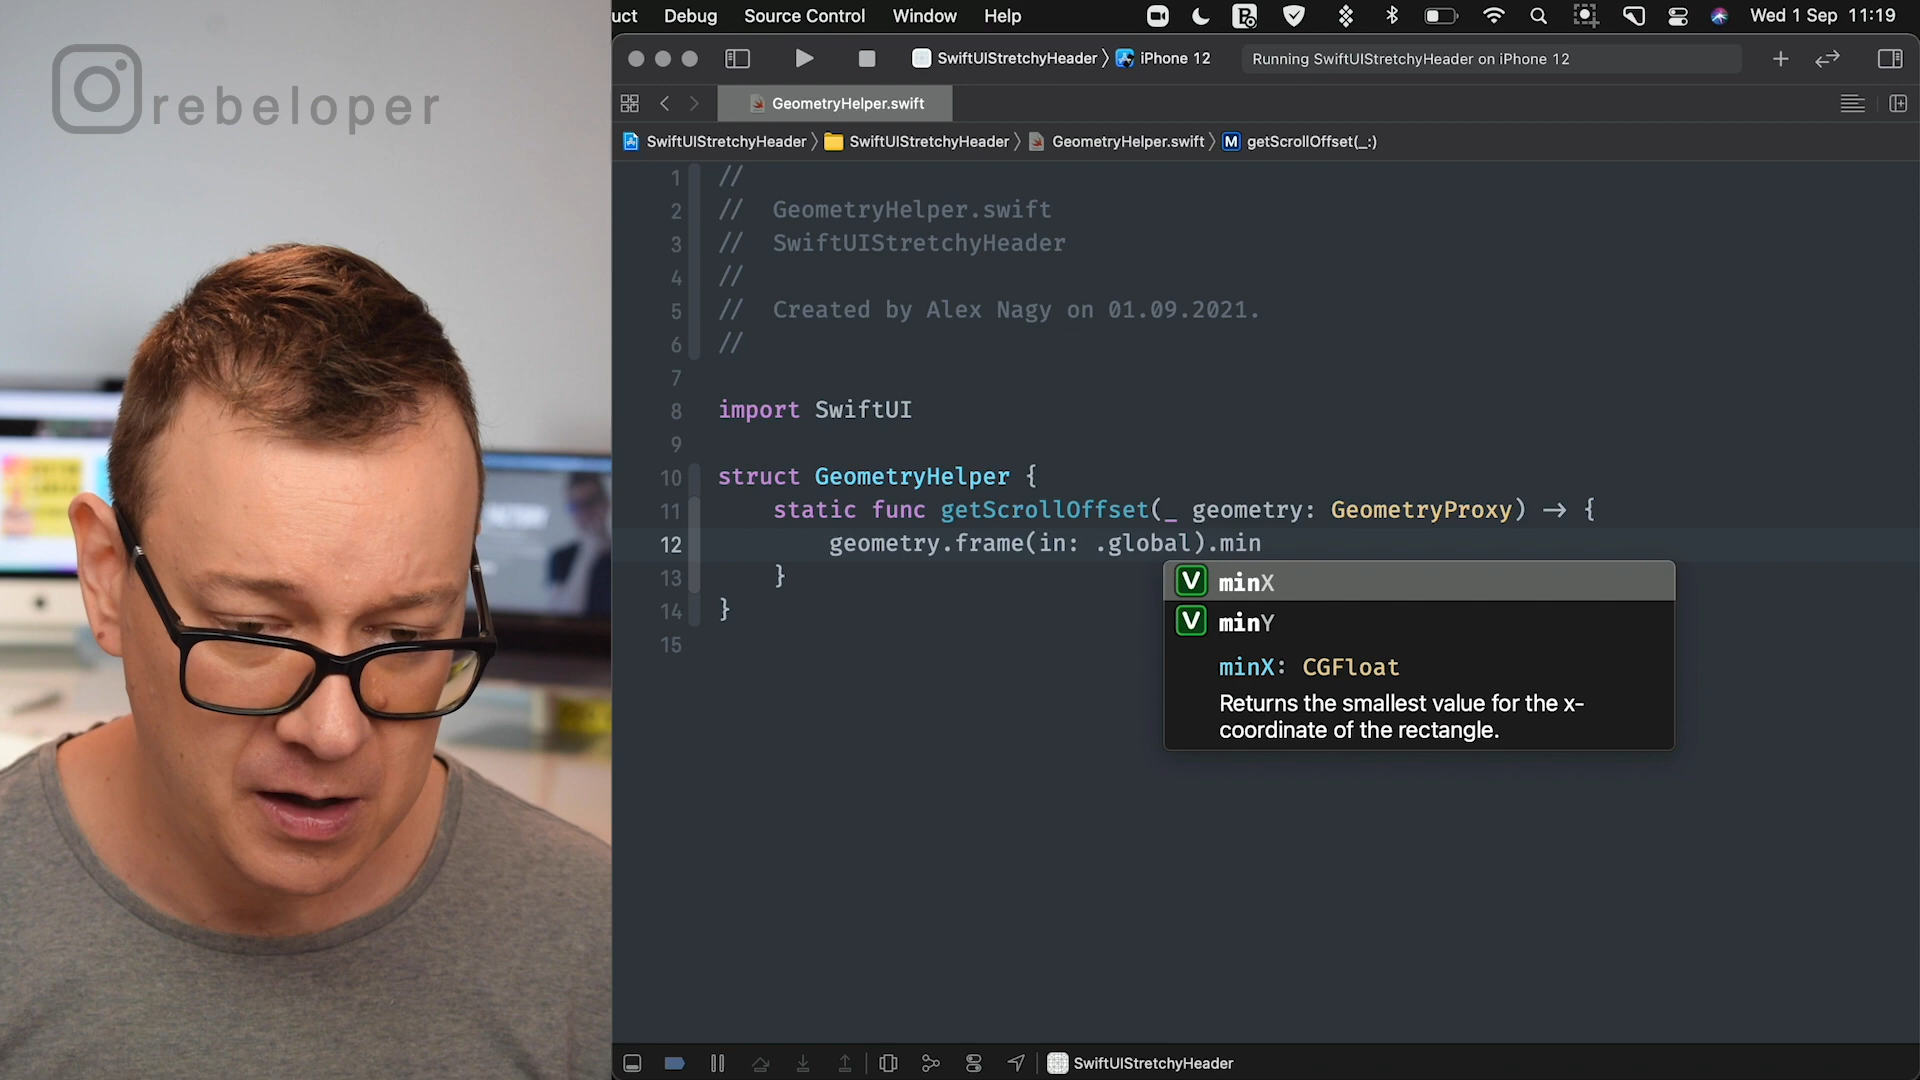 rebeloper
uct Debug Source Control Window Help Wed 1 Sep 11:19
SwiftUIStretchyHeader iPhone 12 Running SwiftUIStretchyHeader on iPhone 12
GeometryHelper.swift
SwiftUIStretchyHeader SwiftUIStretchyHeader GeometryHelper.swift M getScrollOffset(_:)
1 //
2 // GeometryHelper.swift
3 // SwiftUIStretchyHeader
4 //
5 // Created by Alex Nagy on 01.09.2021.
6 //
7
8 import SwiftUI
9
10 struct GeometryHelper {
11 static func getScrollOffset(_ geometry: GeometryProxy) -> {
12 geometry.frame(in: .global).min
13 }
14 }
15
V minX
V minY
minX: CGFloat
Returns the smallest value for the x-
coordinate of the rectangle.
SwiftUIStretchyHeader